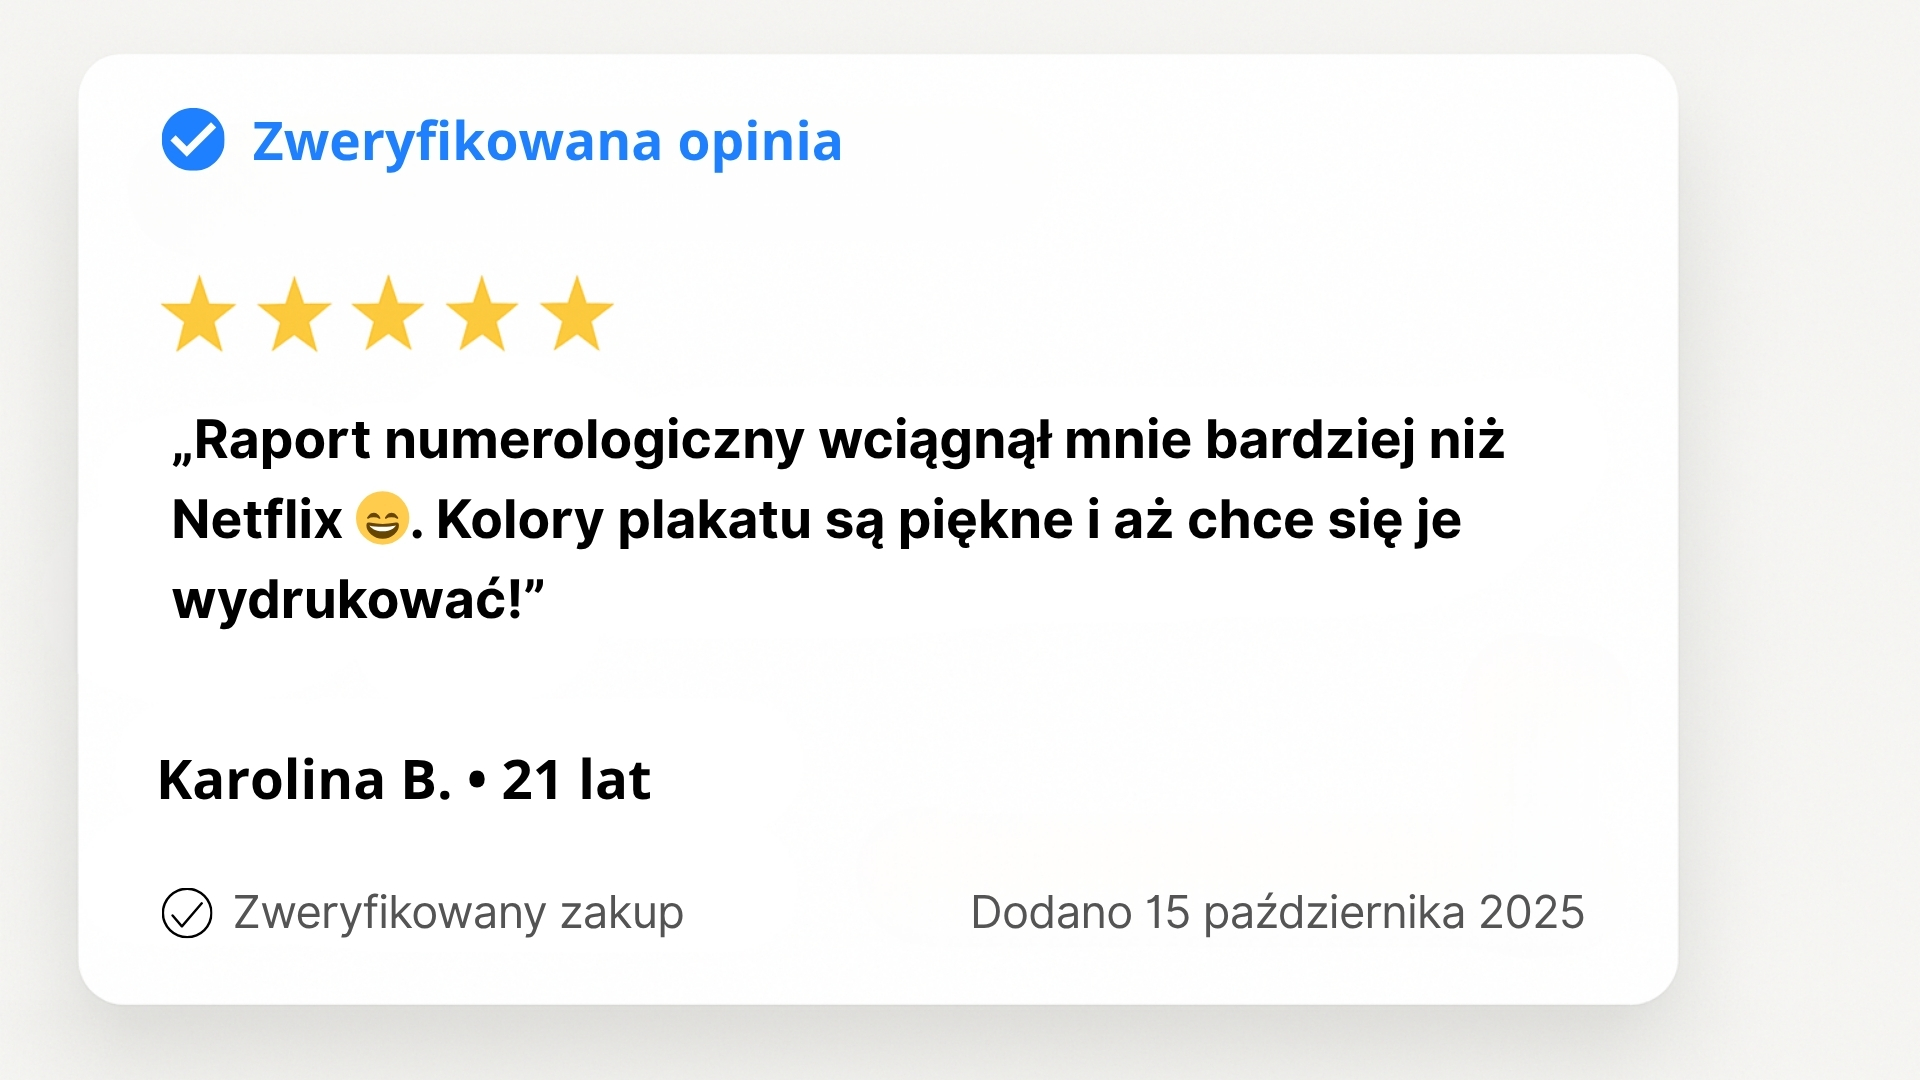 Zweryfikowana opinia
„Raport numerologiczny wciągnął mnie bardziej niż
Netflix 😄. Kolory plakatu są piękne i aż chce się je
wydrukować!”
Karolina B. • 21 lat
Zweryfikowany zakup
Dodano 15 października 2025